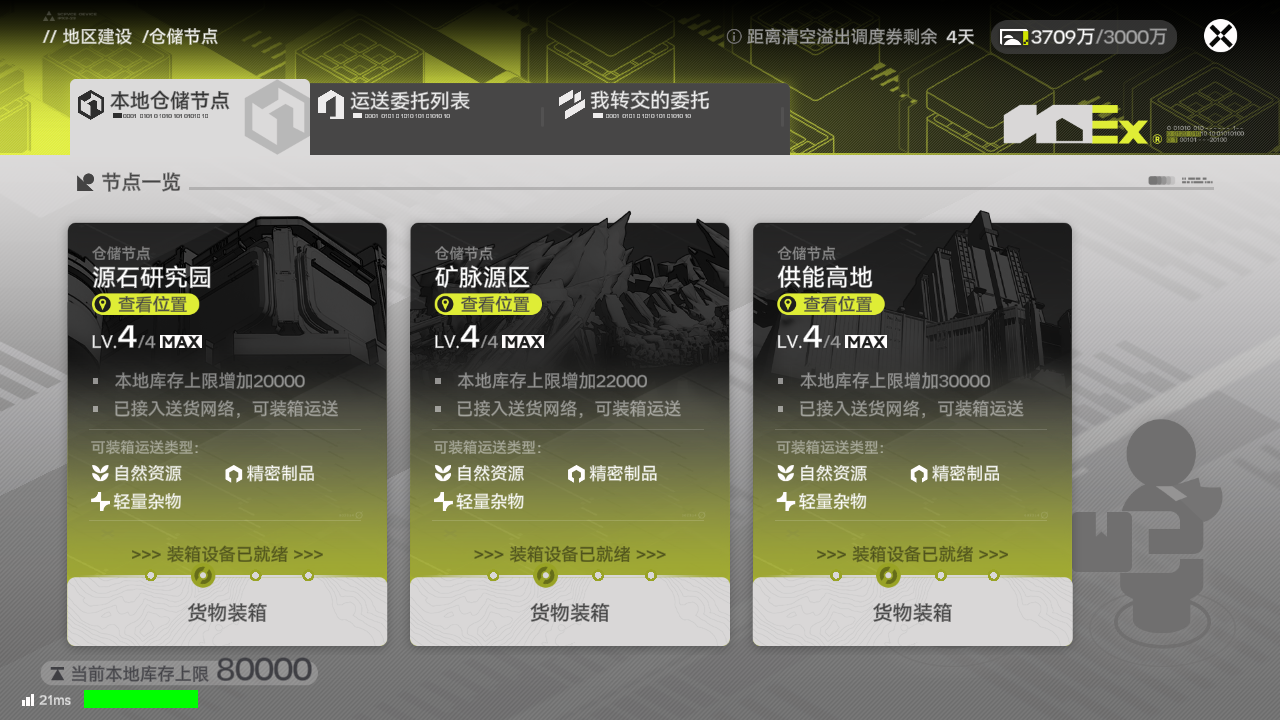 // 地区建设 /仓储节点
距离清空溢出调度券剩余 4天
3709万/3000万
本地仓储节点
运送委托列表
我转交的委托
Ex
节点一览
仓储节点
源石研究园
查看位置
LV.4/4 MAX
本地库存上限增加20000
已接入送货网络，可装箱运送
可装箱运送类型：
自然资源
精密制品
轻量杂物
>>> 装箱设备已就绪 >>>
货物装箱
仓储节点
矿脉源区
查看位置
LV.4/4 MAX
本地库存上限增加22000
已接入送货网络，可装箱运送
可装箱运送类型：
自然资源
精密制品
轻量杂物
>>> 装箱设备已就绪 >>>
货物装箱
仓储节点
供能高地
查看位置
LV.4/4 MAX
本地库存上限增加30000
已接入送货网络，可装箱运送
可装箱运送类型：
自然资源
精密制品
轻量杂物
>>> 装箱设备已就绪 >>>
货物装箱
当前本地库存上限 80000
21ms